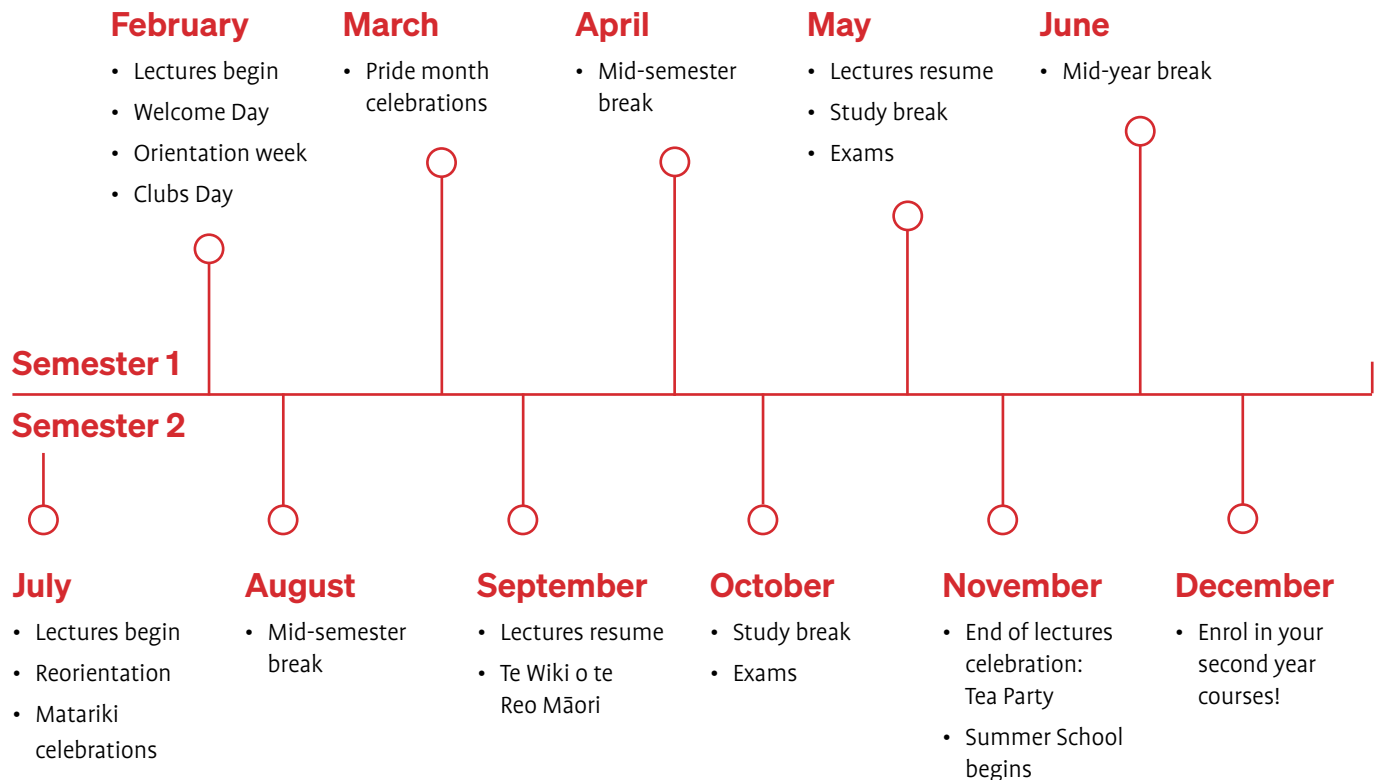 February
• Lectures begin
• Welcome Day
• Orientation week
• Clubs Day
March
• Pride month
celebrations
April
• Mid-semester
break
May
• Lectures resume
• Study break
• Exams
June
• Mid-year break
Semester 1
Semester 2
July
• Lectures begin
• Reorientation
• Matariki
celebrations
August
• Mid-semester
break
September
• Lectures resume
• Te Wiki o te
Reo Māori
October
• Study break
• Exams
November
• End of lectures
celebration:
Tea Party
• Summer School
begins
December
• Enrol in your
second year
courses!